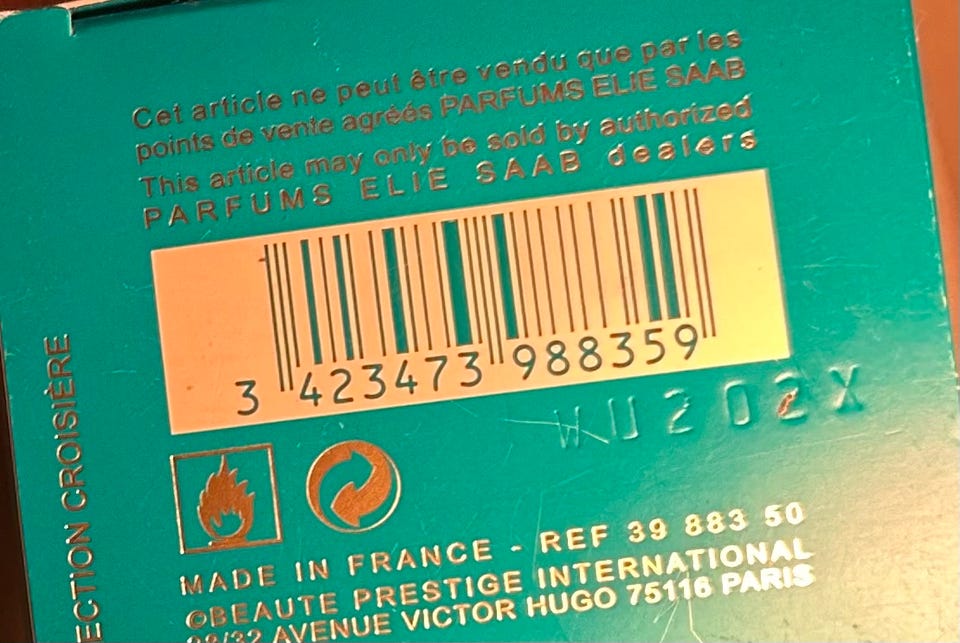 Cet article ne peut être vendu que par les
points de vente agréés PARFUMS ELIE SAAB
This article may only be sold by authorized
PARFUMS ELIE SAAB dealers
3 423473 988359
WU202X
ECTION CROISIÈRE
MADE IN FRANCE - REF 39 883 50
©BEAUTE PRESTIGE INTERNATIONAL
28/32 AVENUE VICTOR HUGO 75116 PARIS